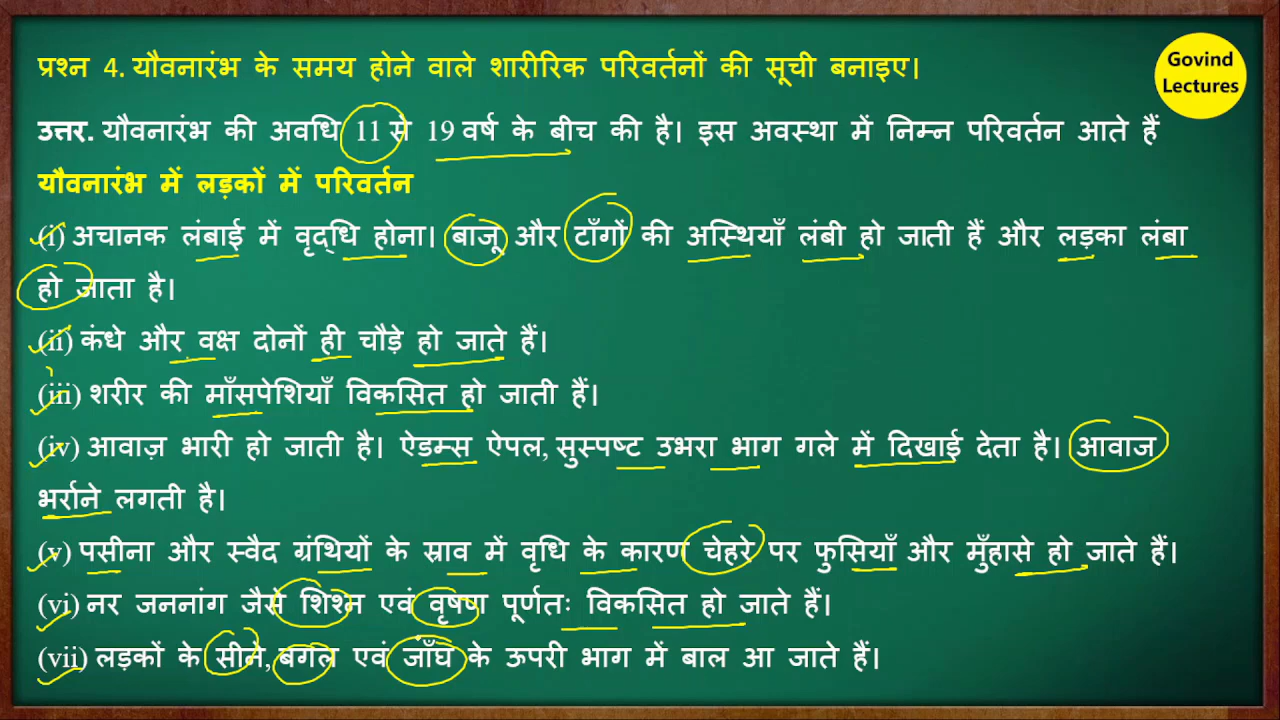 प्रश्न 4. यौवनारंभ के समय होने वाले शारीरिक परिवर्तनों की सूची बनाइए।
Govind
Lectures
उत्तर. यौवनारंभ की अवधि 11 से 19 वर्ष के बीच की है। इस अवस्था में निम्न परिवर्तन आते हैं
यौवनारंभ में लड़कों में परिवर्तन
(i) अचानक लंबाई में वृद्धि होना। बाजू और टाँगों की अस्थियाँ लंबी हो जाती हैं और लड़का लंबा
हो जाता है।
(ii) कंधे और वक्ष दोनों ही चौड़े हो जाते हैं।
(iii) शरीर की माँसपेशियाँ विकसित हो जाती हैं।
(iv) आवाज़ भारी हो जाती है। ऐडम्स ऐपल, सुस्पष्ट उभरा भाग गले में दिखाई देता है। आवाज
भर्राने लगती है।
(v) पसीना और स्वैद ग्रंथियों के स्राव में वृधि के कारण चेहरे पर फुसियाँ और मुँहासे हो जाते हैं।
(vi) नर जननांग जैसे शिश्न एवं वृषण पूर्णतः विकसित हो जाते हैं।
(vii) लड़कों के सीने, बगल एवं जाँघ के ऊपरी भाग में बाल आ जाते हैं।